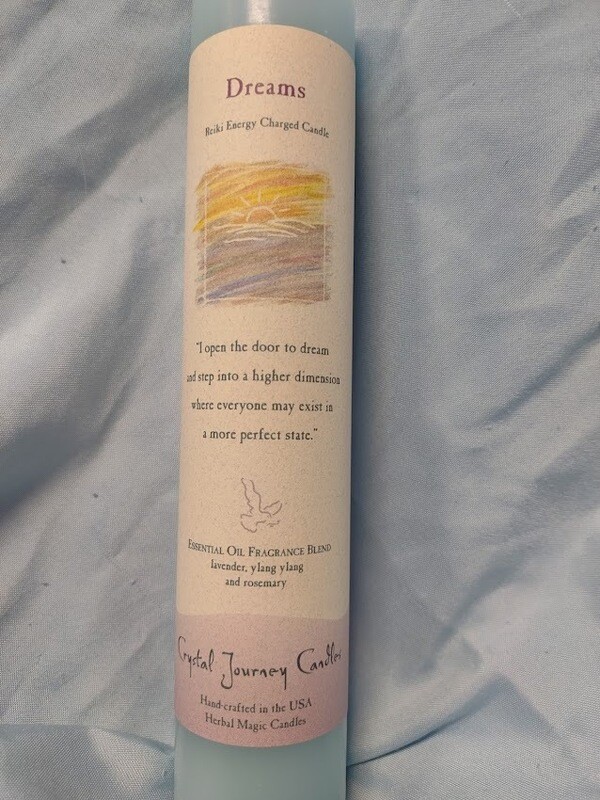 Dreams
Reiki Energy Charged Candle
"I open the door to dream
and step into a higher dimension
where everyone may exist in
a more perfect state."
Essential Oil Fragrance Blend
lavender, ylang ylang
and rosemary
Crystal Journey Candles
Hand-crafted in the USA
Herbal Magic Candles